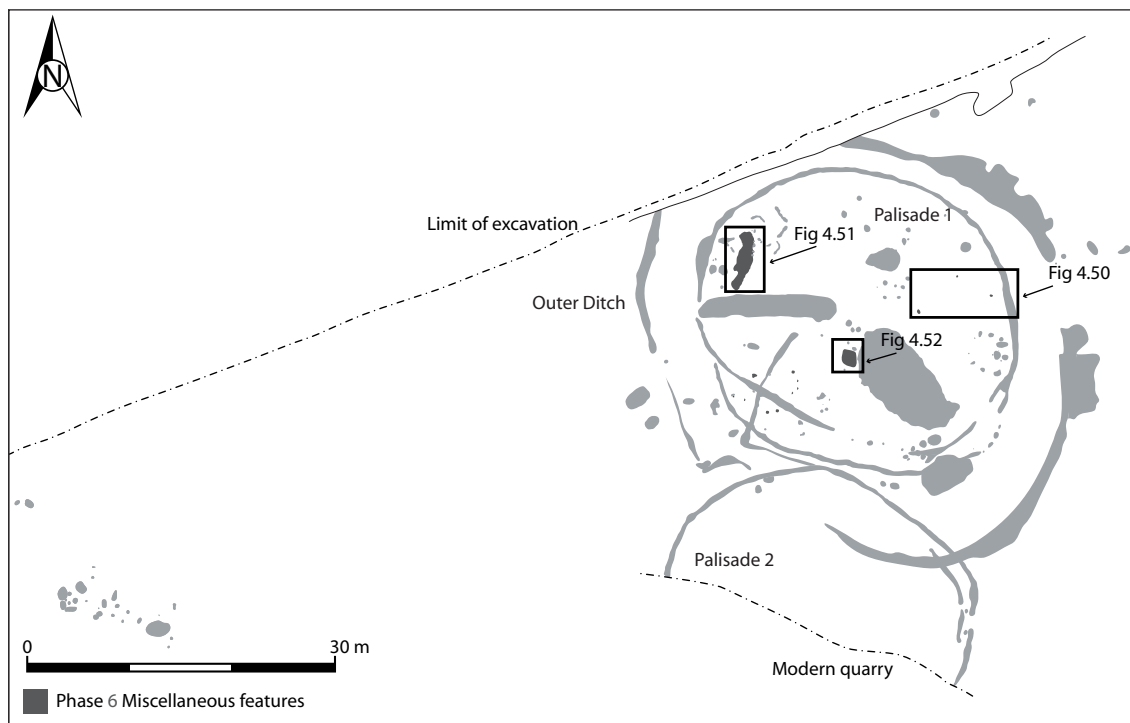 N
Limit of excavation
Palisade 1
Fig 4.51
Fig 4.50
Outer Ditch
Fig 4.52
Palisade 2
Modern quarry
0 30 m
Phase 6 Miscellaneous features